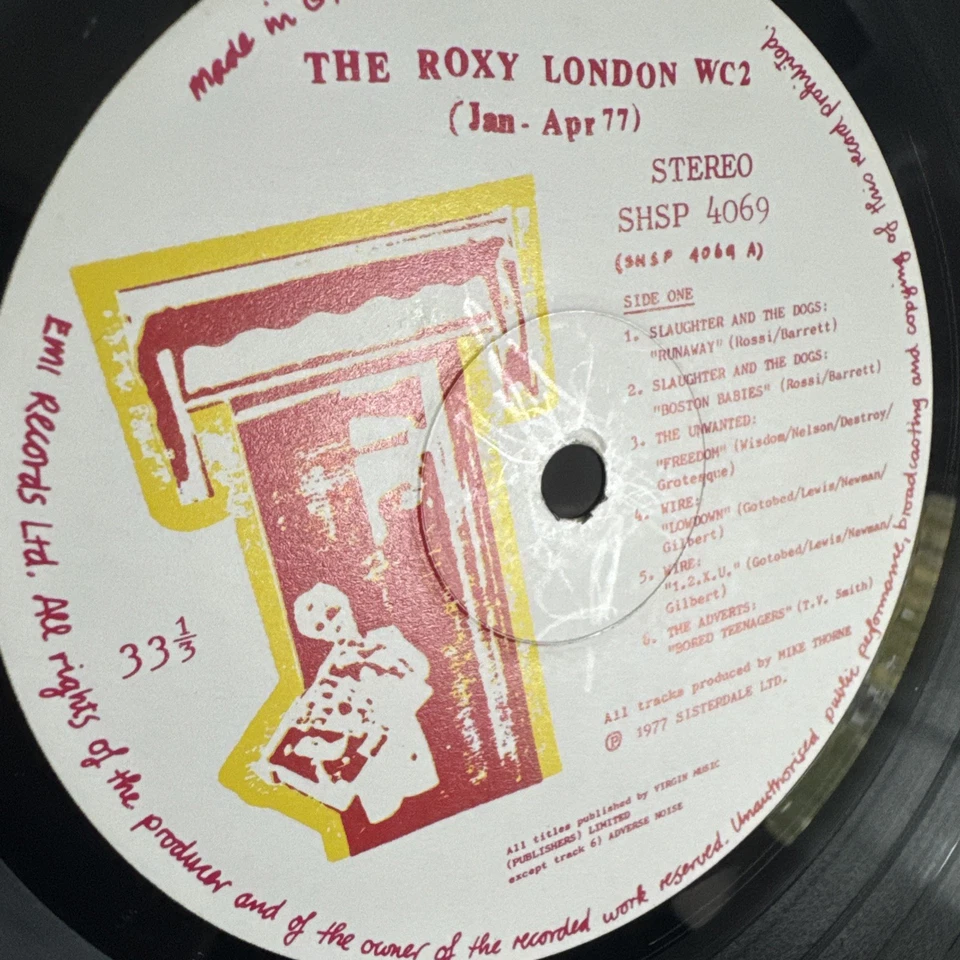 made in
THE ROXY LONDON WC2
(Jan - Apr 77)
STEREO
SHSP 4069
(SHSP 4069 A)
SIDE ONE
1. SLAUGHTER AND THE DOGS:
"RUNAWAY" (Rossi/Barrett)
2. SLAUGHTER AND THE DOGS:
"BOSTON BABIES" (Rossi/Barrett)
3. THE UNWANTED:
"FREEDOM" (Wisdom/Nelson/Destroy/
Grotesque)
4. WIRE:
"LOWDOWN" (Gotobed/Lewis/Newman/
Gilbert)
5. WIRE:
"1.2.X.U." (Gotobed/Lewis/Newman/
Gilbert)
6. THE ADVERTS:
"BORED TEENAGERS" (T.V. Smith)
All tracks produced by MIKE THORNE
℗ 1977 SISTERDALE LTD.
All titles published by VIRGIN MUSIC
(PUBLISHERS) LIMITED
except track 6) ADVERSE NOISE
33 1/3
EMI Records Ltd. All rights of the producer and of the owner of the recorded work reserved. Unauthorised public performance, broadcasting and copying of this record prohibited.